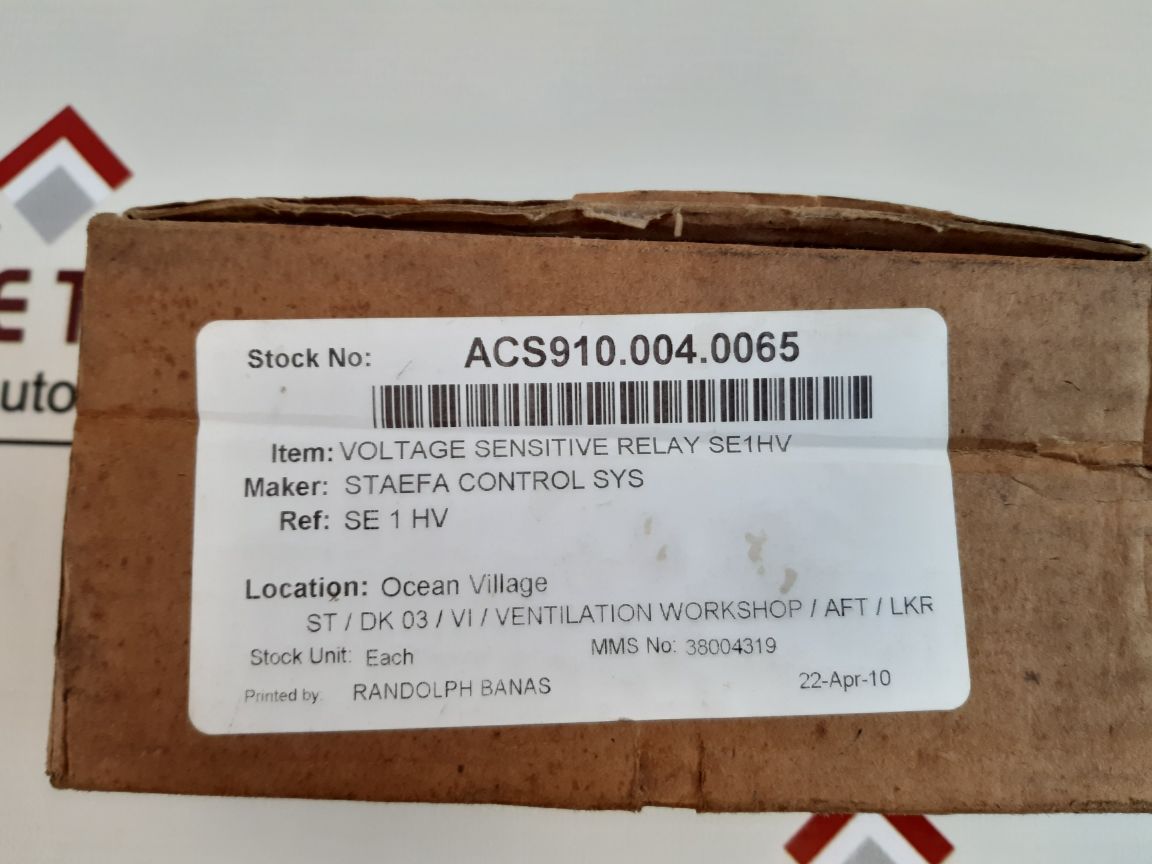 ET
uto
Stock No: ACS910.004.0065
Item: VOLTAGE SENSITIVE RELAY SE1HV
Maker: STAEFA CONTROL SYS
Ref: SE 1 HV
Location: Ocean Village
ST / DK 03 / VI / VENTILATION WORKSHOP / AFT / LKR
Stock Unit: Each MMS No: 38004319
Printed by: RANDOLPH BANAS 22-Apr-10